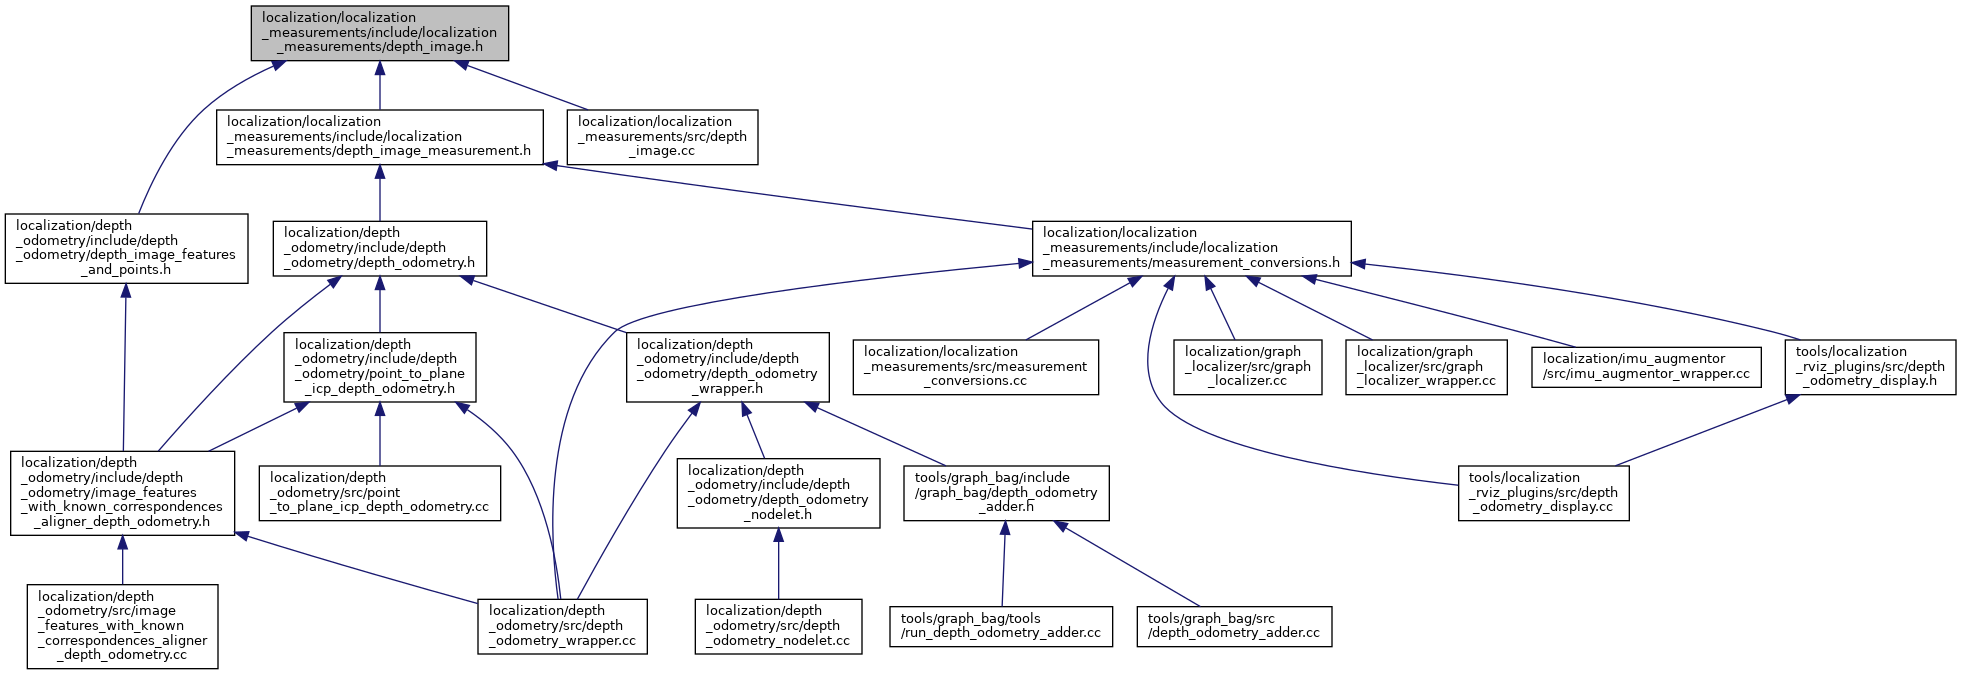 localization/localization
_measurements/include/localization
_measurements/depth_image.h
localization/localization
_measurements/include/localization
_measurements/depth_image_measurement.h
localization/localization
_measurements/src/depth
_image.cc
localization/depth
_odometry/include/depth
_odometry/depth_image_features
_and_points.h
localization/depth
_odometry/include/depth
_odometry/depth_odometry.h
localization/localization
_measurements/include/localization
_measurements/measurement_conversions.h
localization/depth
_odometry/include/depth
_odometry/point_to_plane
_icp_depth_odometry.h
localization/depth
_odometry/include/depth
_odometry/depth_odometry
_wrapper.h
localization/localization
_measurements/src/measurement
_conversions.cc
localization/graph
_localizer/src/graph
_localizer.cc
localization/graph
_localizer/src/graph
_localizer_wrapper.cc
localization/imu_augmentor
/src/imu_augmentor_wrapper.cc
tools/localization
_rviz_plugins/src/depth
_odometry_display.h
localization/depth
_odometry/include/depth
_odometry/image_features
_with_known_correspondences
_aligner_depth_odometry.h
localization/depth
_odometry/src/point
_to_plane_icp_depth_odometry.cc
localization/depth
_odometry/include/depth
_odometry/depth_odometry
_nodelet.h
tools/graph_bag/include
/graph_bag/depth_odometry
_adder.h
tools/localization
_rviz_plugins/src/depth
_odometry_display.cc
localization/depth
_odometry/src/image
_features_with_known
_correspondences_aligner
_depth_odometry.cc
localization/depth
_odometry/src/depth
_odometry_wrapper.cc
localization/depth
_odometry/src/depth
_odometry_nodelet.cc
tools/graph_bag/tools
/run_depth_odometry_adder.cc
tools/graph_bag/src
/depth_odometry_adder.cc